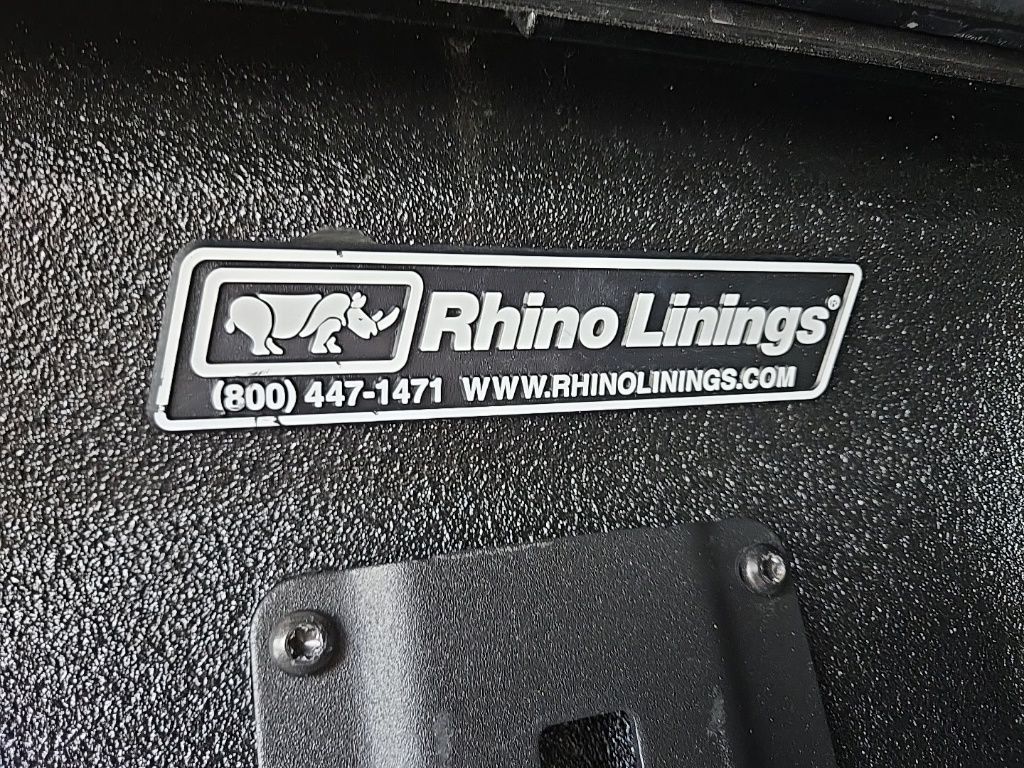 Rhino Linings®
(800) 447-1471 WWW.RHINOLININGS.COM